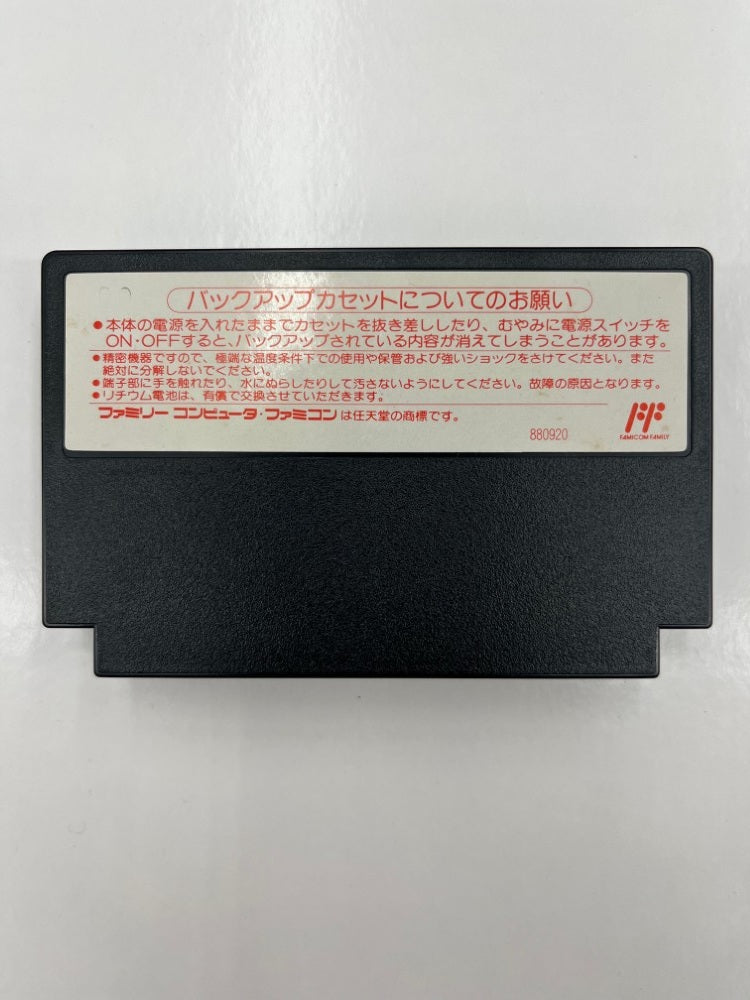 バックアップカセットについてのお願い
●本体の電源を入れたままでカセットを抜き差ししたり、むやみに電源スイッチを
ON・OFFすると、バックアップされている内容が消えてしまうことがあります。
●精密機器ですので、極端な温度条件下での使用や保管および強いショックをさけてください。また
絶対に分解しないでください。
●端子部に手を触れたり、水にぬらしたりして汚さないようにしてください。故障の原因となります。
●リチウム電池は、有償で交換させていただきます。
ファミリー コンピュータ・ファミコンは任天堂の商標です。
880920
FAMICOM FAMILY